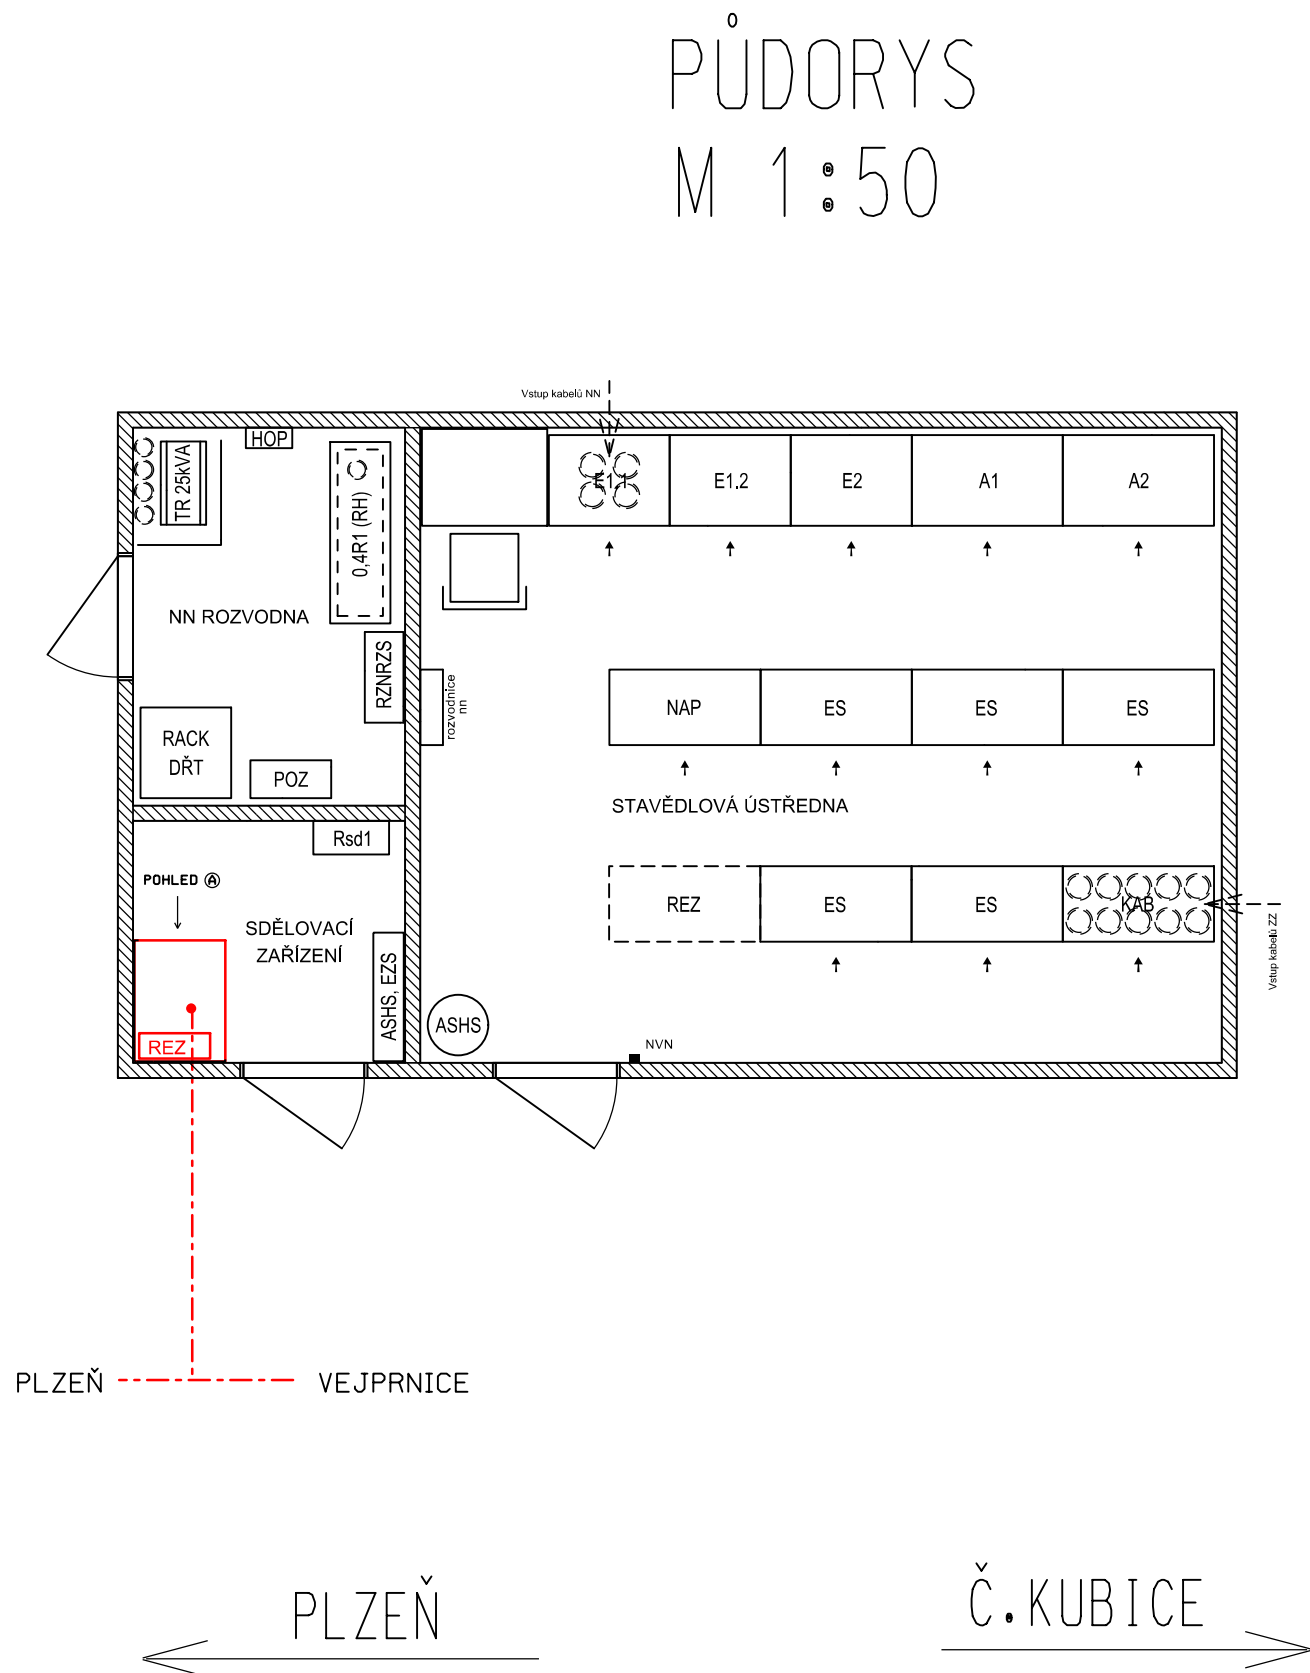 PŮDORYS
M 1:50
Vstup kabelů NN
HOP
TR 25kVA
0,4R1 (RH)
E1.1
E1.2
E2
A1
A2
NN ROZVODNA
RZNRZS
rozvodnice
nn
NAP
ES
ES
ES
RACK
DŘT
POZ
STAVĚDLOVÁ ÚSTŘEDNA
Rsd1
POHLED A
SDĚLOVACÍ
ZAŘÍZENÍ
REZ
ES
ES
KAB
Vstup kabelů ZZ
ASHS, EZS
ASHS
REZ
NVN
PLZEŇ
VEJPRNICE
PLZEŇ
Č.KUBICE